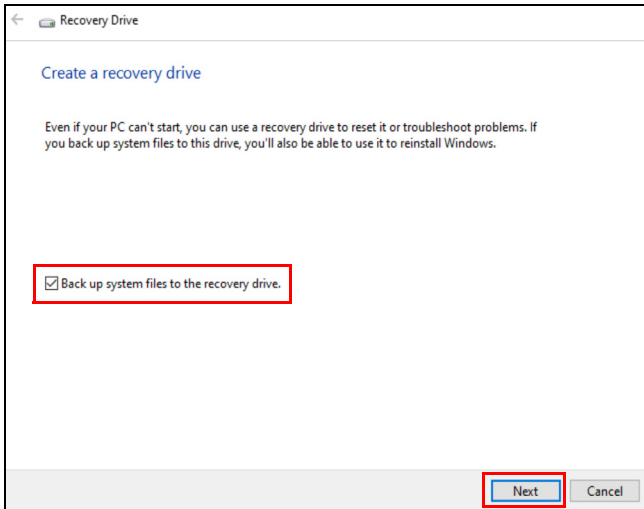 Recovery Drive
Create a recovery drive
Even if your PC can't start, you can use a recovery drive to reset it or troubleshoot problems. If
you back up system files to this drive, you'll also be able to use it to reinstall Windows.
Back up system files to the recovery drive.
Next Cancel